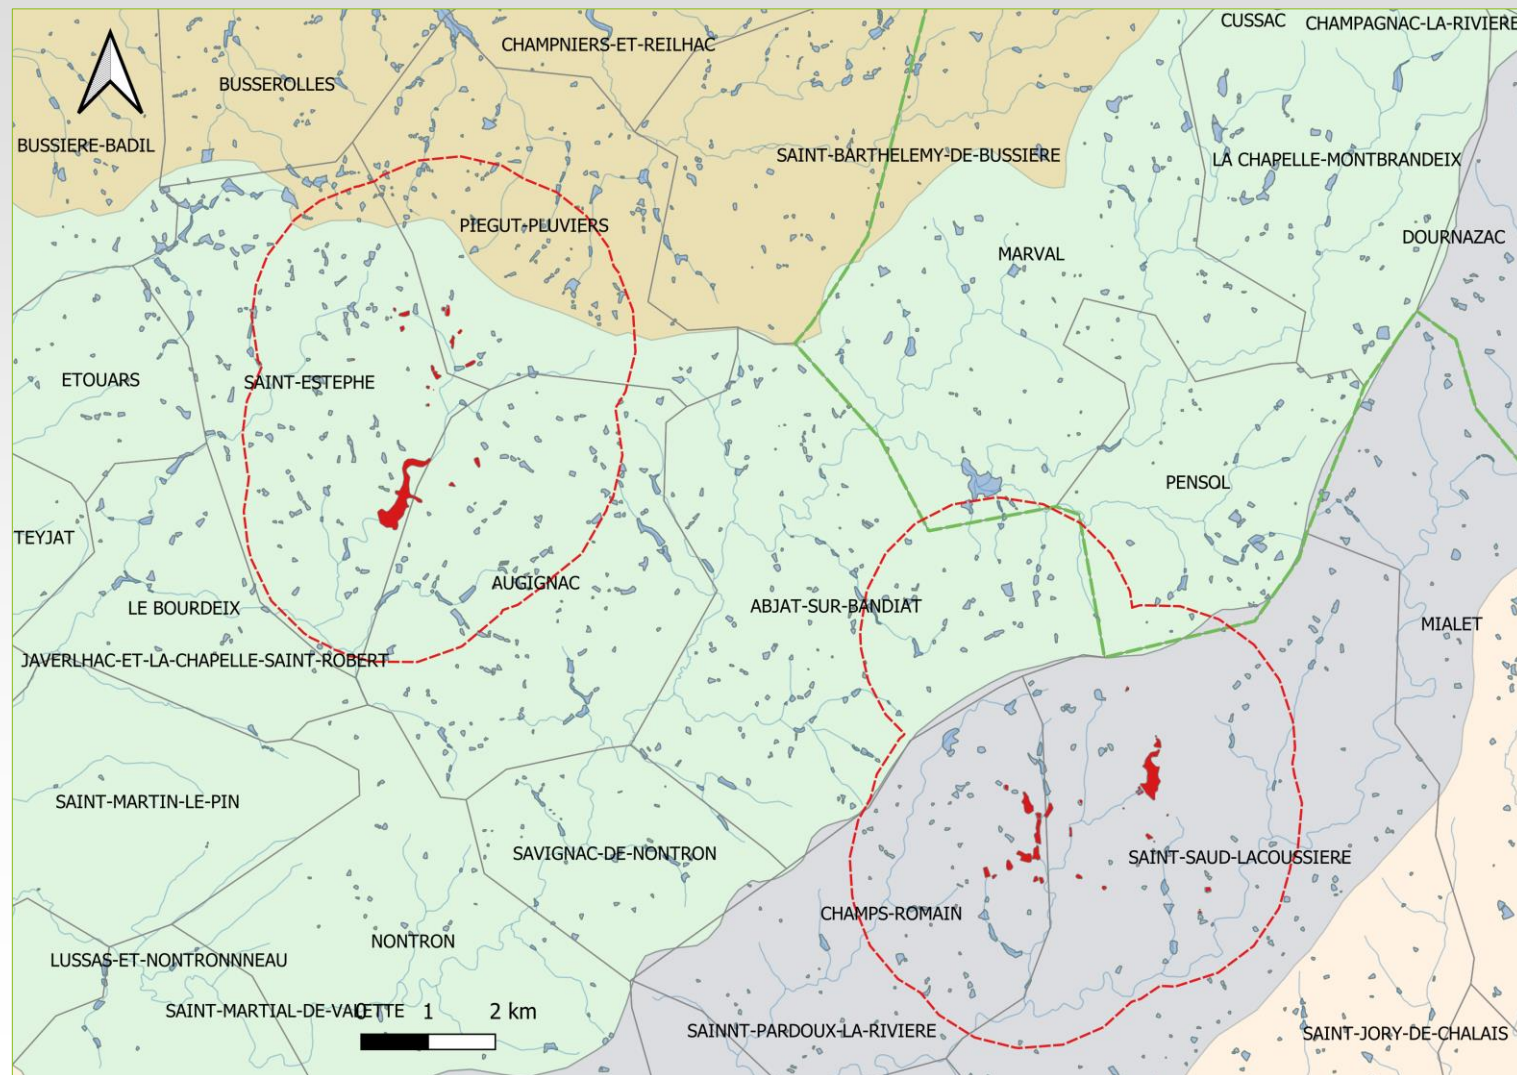 CUSSAC CHAMPAGNAC-LA-RIVIERE
CHAMPNIERS-ET-REILHAC
BUSSEROLLES
BUSSIERE-BADIL
SAINT-BARTHELEMY-DE-BUSSIERE
LA CHAPELLE-MONTBRANDEIX
PIEGUT-PLUVIERS
DOURNAZAC
MARVAL
ETOUARS
SAINT-ESTEPHE
PENSOL
TEYJAT
AUGIGNAC
LE BOURDEIX
ABJAT-SUR-BANDIAT
MIALET
JAVERLHAC-ET-LA-CHAPELLE-SAINT-ROBERT
SAINT-MARTIN-LE-PIN
SAVIGNAC-DE-NONTRON
SAINT-SAUD-LACOUSSIERE
CHAMPS-ROMAIN
NONTRON
LUSSAS-ET-NONTRONNNEAU
SAINT-MARTIAL-DE-VALETTE
0 1 2 km
SAINNT-PARDOUX-LA-RIVIERE
SAINT-JORY-DE-CHALAIS